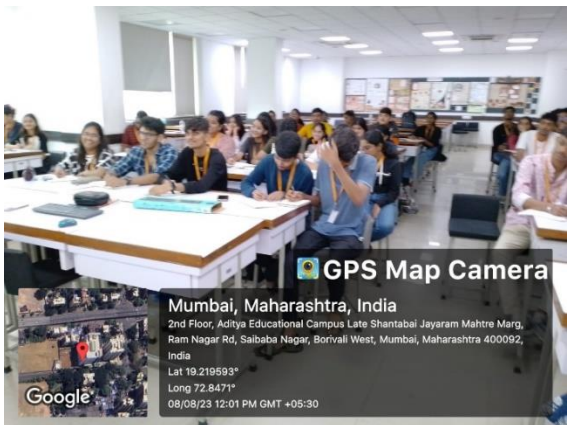 GPS Map Camera
Mumbai, Maharashtra, India
2nd Floor, Aditya Educational Campus Late Shantabai Jayaram Mahtre Marg,
Ram Nagar Rd, Saibaba Nagar, Borivali West, Mumbai, Maharashtra 400092,
India
Lat 19.219593°
Long 72.8471°
08/08/23 12:01 PM GMT +05:30
Google